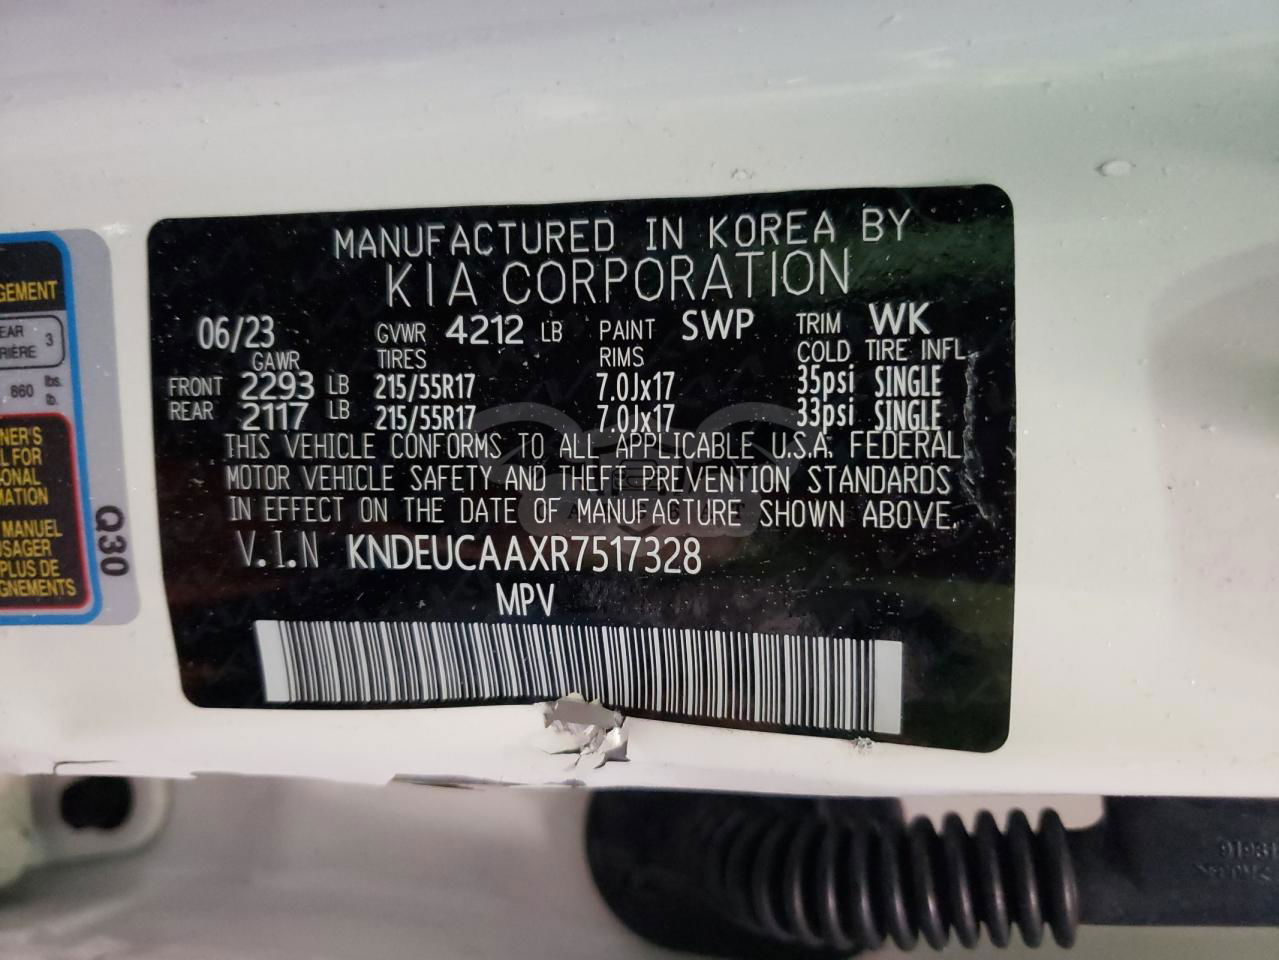 MANUFACTURED IN KOREA BY
KIA CORPORATION
06/23 GVWR 4212 LB PAINT SWP TRIM WK
GAWR TIRES RIMS COLD TIRE INFL.
FRONT 2293 LB 215/55R17 7.0Jx17 35psi SINGLE
REAR 2117 LB 215/55R17 7.0Jx17 33psi SINGLE
THIS VEHICLE CONFORMS TO ALL APPLICABLE U.S.A. FEDERAL
MOTOR VEHICLE SAFETY AND THEFT PREVENTION STANDARDS
IN EFFECT ON THE DATE OF MANUFACTURE SHOWN ABOVE.
V.I.N KNDEUCAAXR7517328
MPV
GEMENT
EAR 3
RIÈRE
860 lbs.
lb.
NER'S
L FOR
ONAL
MATION
MANUEL
USAGER
PLUS DE
GNEMENTS
Q30